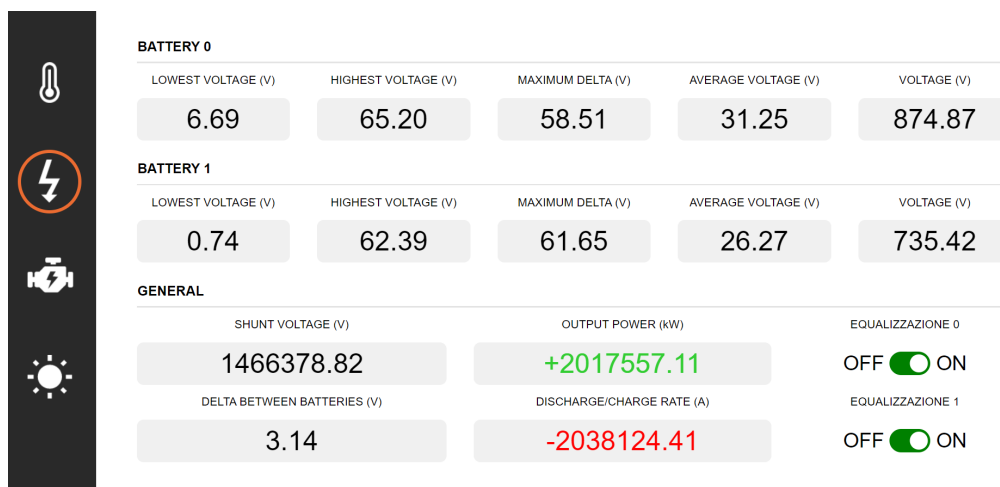 BATTERY 0
LOWEST VOLTAGE (V) HIGHEST VOLTAGE (V) MAXIMUM DELTA (V) AVERAGE VOLTAGE (V) VOLTAGE (V)
6.69 65.20 58.51 31.25 874.87
BATTERY 1
LOWEST VOLTAGE (V) HIGHEST VOLTAGE (V) MAXIMUM DELTA (V) AVERAGE VOLTAGE (V) VOLTAGE (V)
0.74 62.39 61.65 26.27 735.42
GENERAL
SHUNT VOLTAGE (V) OUTPUT POWER (kW) EQUALIZZAZIONE 0
1466378.82 +2017557.11 OFF ON
DELTA BETWEEN BATTERIES (V) DISCHARGE/CHARGE RATE (A) EQUALIZZAZIONE 1
3.14 -2038124.41 OFF ON